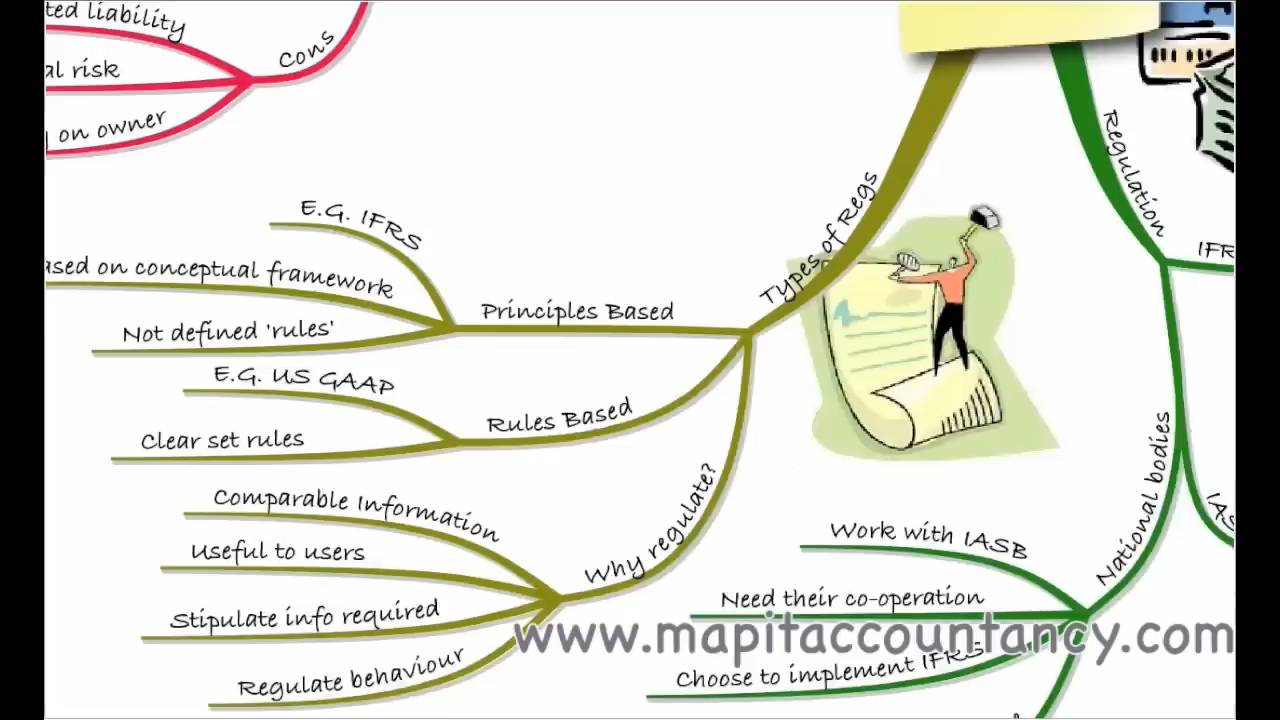 ted liability
al risk
on owner
Cons
Types of Regs
Principles Based
E.G. IFRS
ased on conceptual framework
Not defined 'rules'
Rules Based
E.G. US GAAP
Clear set rules
Why regulate?
Comparable Information
Useful to users
Stipulate info required
Regulate behaviour
Regulation
IFR
IAS
National bodies
Work with IASB
Need their co-operation
Choose to implement IFRS
www.mapitaccountancy.com